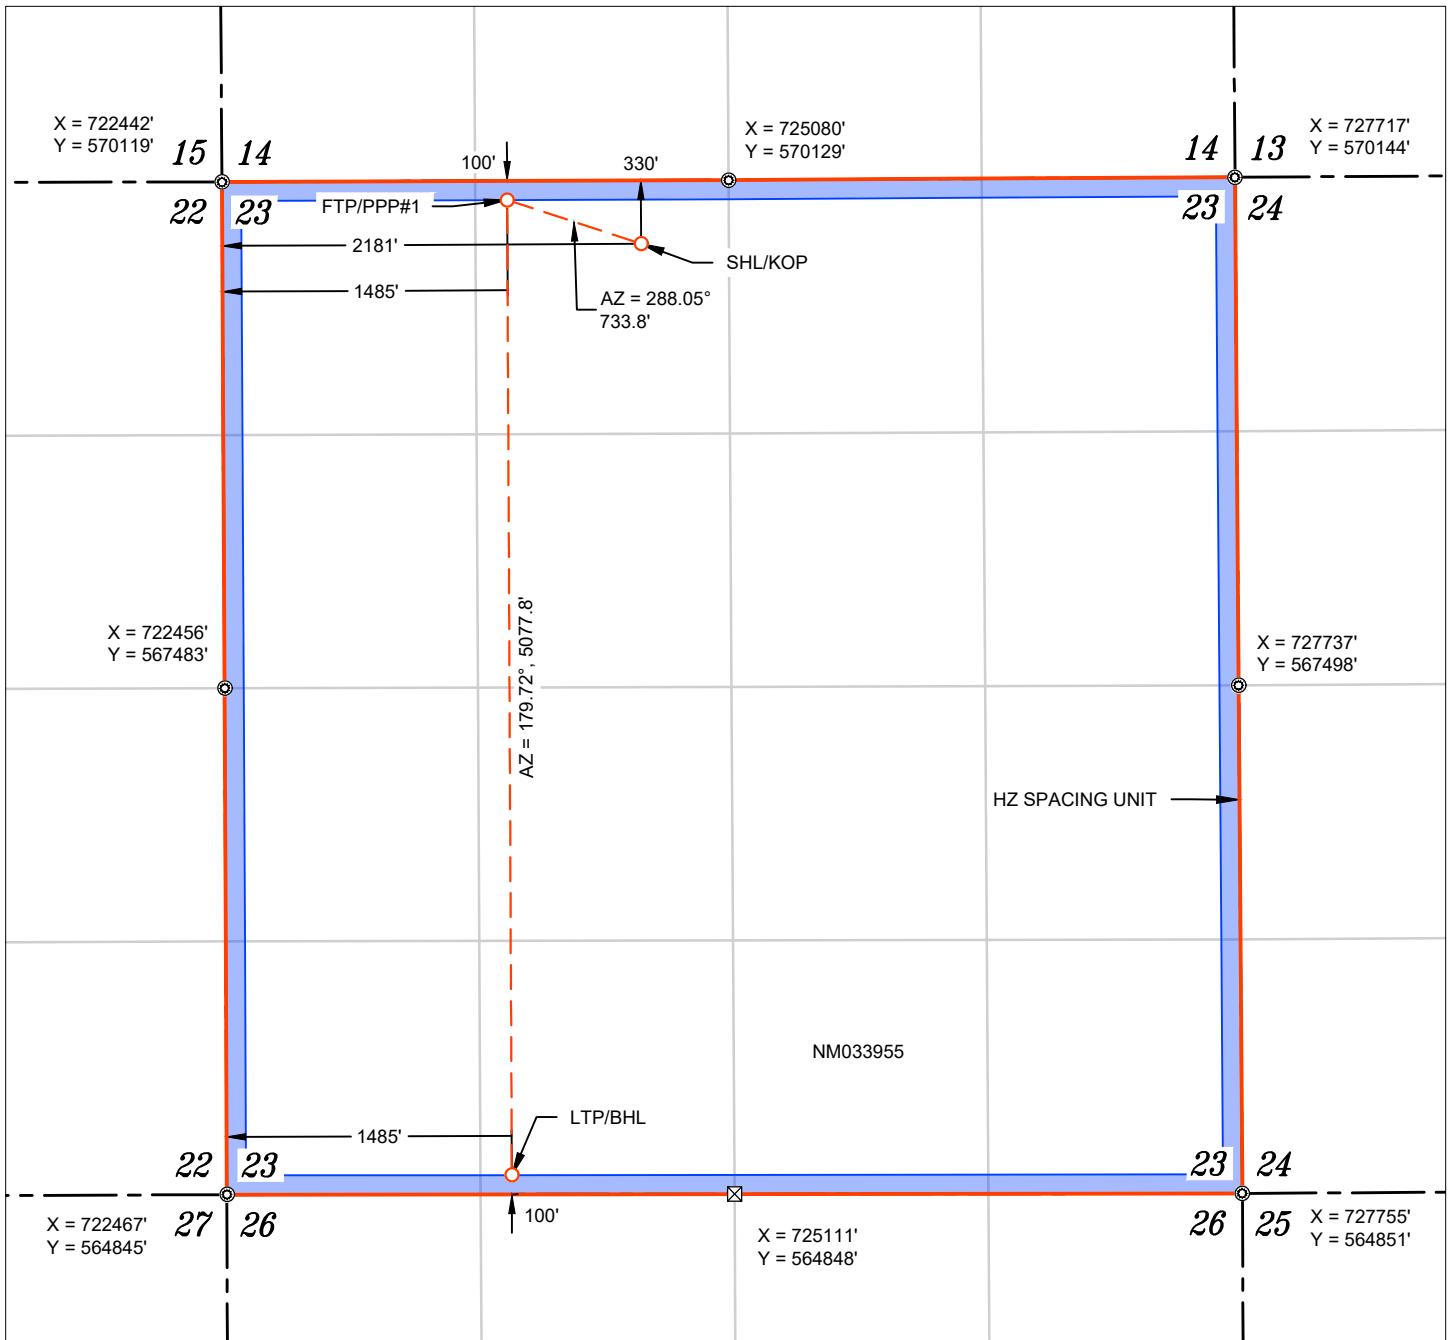 X = 722442'
Y = 570119'
15 14
100'
330'
X = 725080'
Y = 570129'
14 13
X = 727717'
Y = 570144'
22 23
FTP/PPP#1
23 24
2181'
SHL/KOP
1485'
AZ = 288.05°
733.8'
X = 722456'
Y = 567483'
AZ = 179.72°, 5077.8'
X = 727737'
Y = 567498'
HZ SPACING UNIT
NM033955
LTP/BHL
1485'
22 23
23 24
X = 722467'
Y = 564845'
27 26
100'
X = 725111'
Y = 564848'
26 25
X = 727755'
Y = 564851'